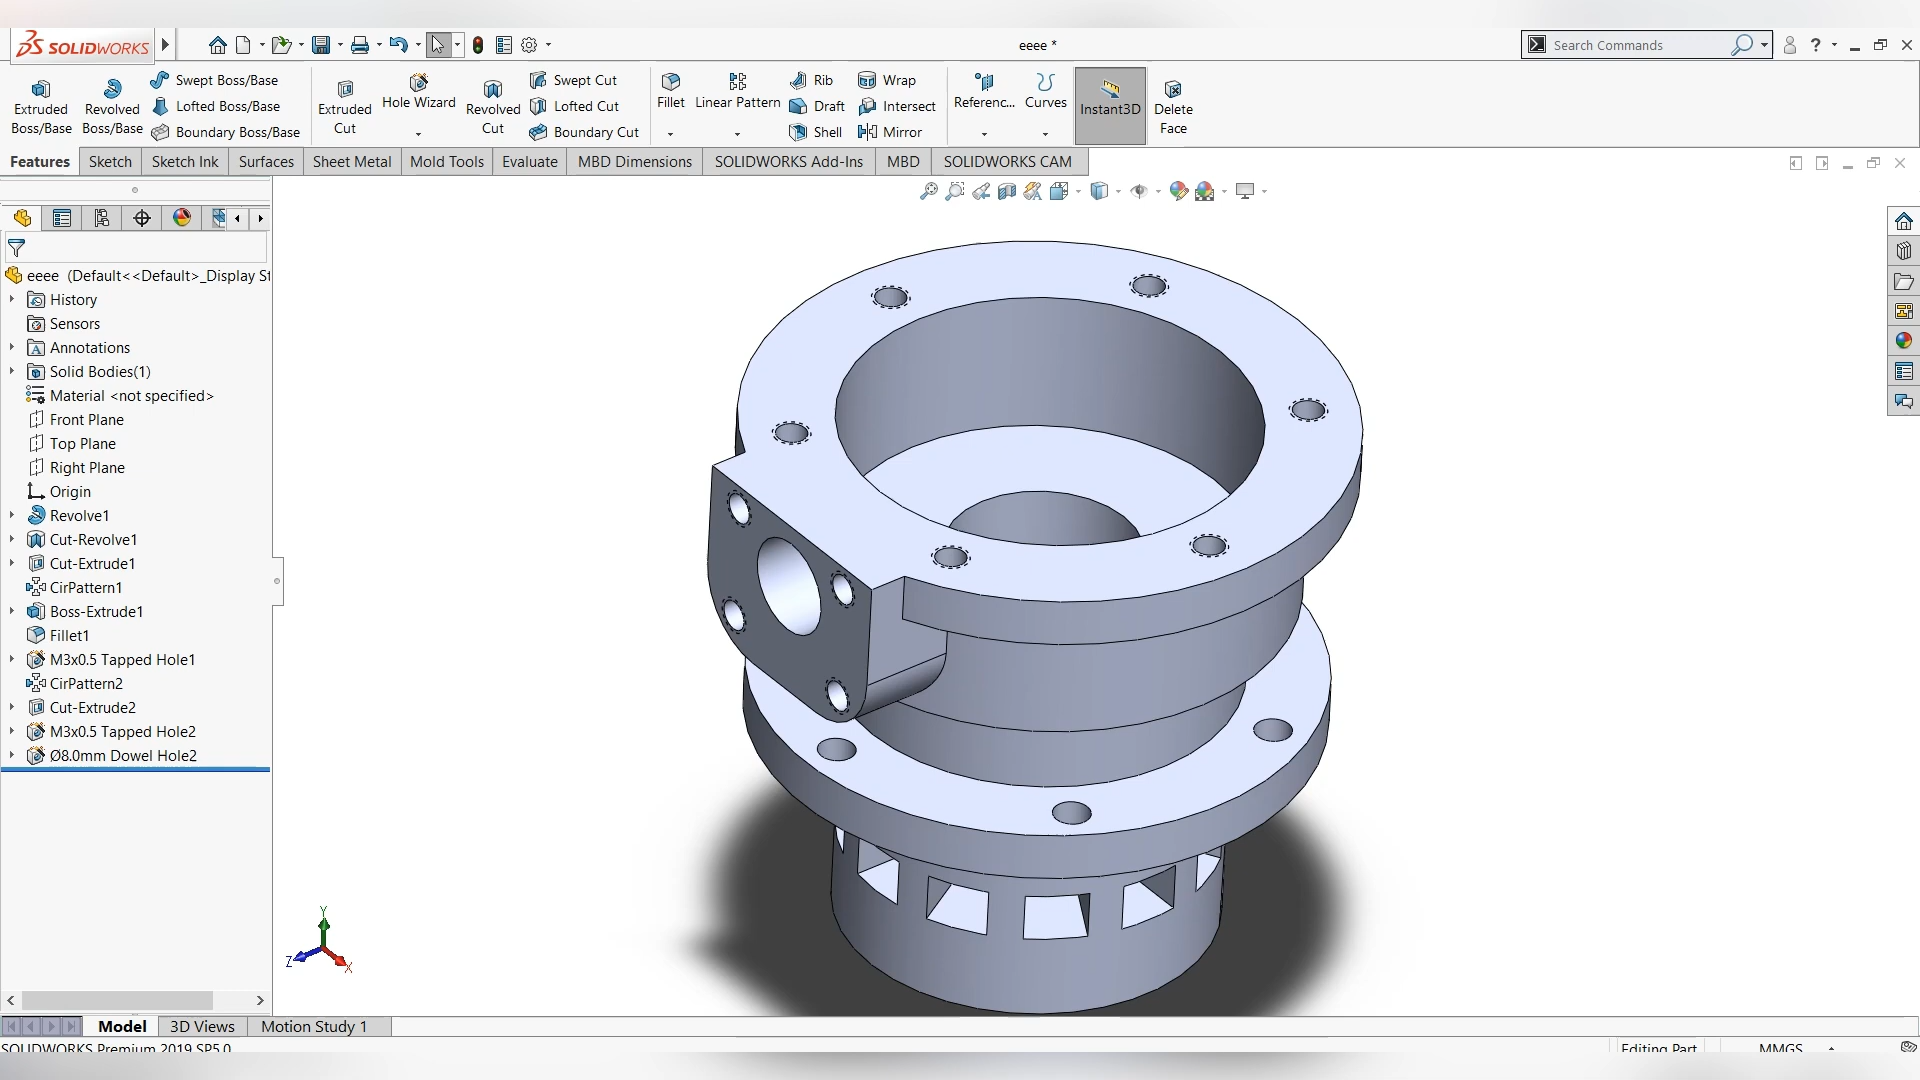 SOLIDWORKS
eeee *
Search Commands
?
Extruded Boss/Base
Revolved Boss/Base
Swept Boss/Base
Lofted Boss/Base
Boundary Boss/Base
Extruded Cut
Hole Wizard
Revolved Cut
Swept Cut
Lofted Cut
Boundary Cut
Fillet
Linear Pattern
Rib
Draft
Shell
Wrap
Intersect
Mirror
Referenc...
Curves
Instant3D
Delete Face
Features
Sketch
Sketch Ink
Surfaces
Sheet Metal
Mold Tools
Evaluate
MBD Dimensions
SOLIDWORKS Add-Ins
MBD
SOLIDWORKS CAM
eeee (Default<<Default>_Display St
History
Sensors
Annotations
Solid Bodies(1)
Material <not specified>
Front Plane
Top Plane
Right Plane
Origin
Revolve1
Cut-Revolve1
Cut-Extrude1
CirPattern1
Boss-Extrude1
Fillet1
M3x0.5 Tapped Hole1
CirPattern2
Cut-Extrude2
M3x0.5 Tapped Hole2
Ø8.0mm Dowel Hole2
Y
Z
X
Model
3D Views
Motion Study 1
SOLIDWORKS Premium 2019 SP5.0
Editing Part
MMGS